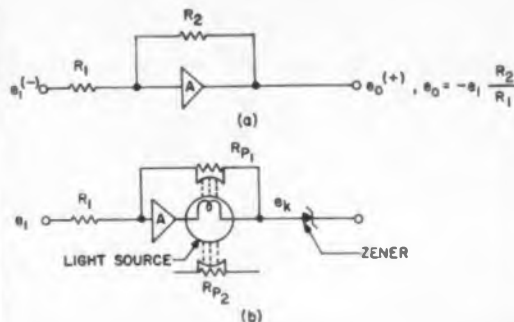 R2
R1
e1(-)
A
e0(+) , e0 = -e1 R2/R1
(a)
RP1
R1
e1
A
ek
LIGHT SOURCE
ZENER
RP2
(b)